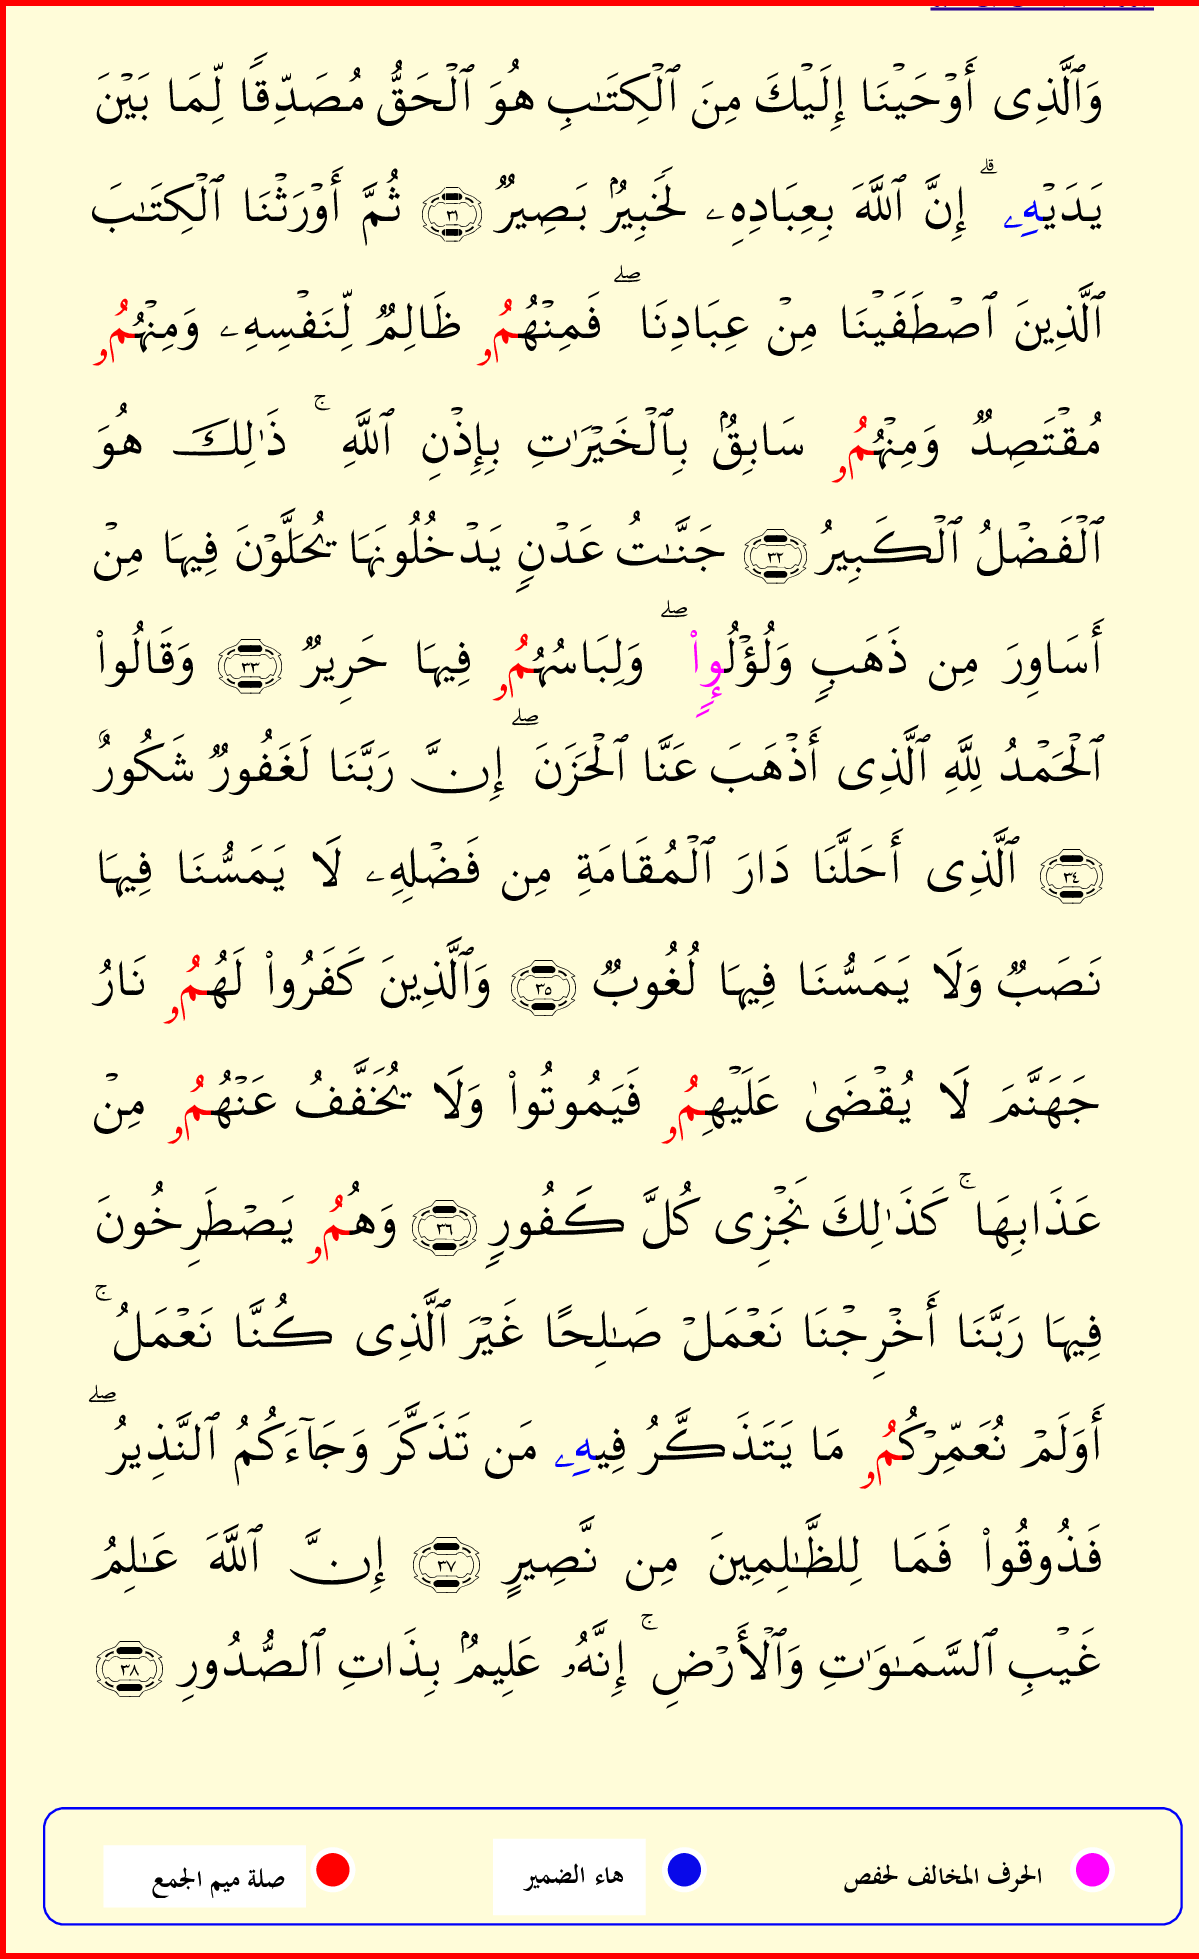 وَٱلَّذِىٓ أَوْحَيْنَا إِلَيْكَ مِنَ ٱلْكِتَـٰبِ هُوَ ٱلْحَقُّ مُصَدِّقًا لِّمَا بَيْنَ
يَدَيْهِۦ ۗ إِنَّ ٱللَّهَ بِعِبَادِهِۦ لَخَبِيرٌۢ بَصِيرٌ ٣١ ثُمَّ أَوْرَثْنَا ٱلْكِتَـٰبَ
ٱلَّذِينَ ٱصْطَفَيْنَا مِنْ عِبَادِنَا ۖ فَمِنْهُمُۥ ظَالِمٌ لِّنَفْسِهِۦ وَمِنْهُمُۥ
مُقْتَصِدٌ وَمِنْهُمُۥ سَابِقٌۢ بِٱلْخَيْرَٰتِ بِإِذْنِ ٱللَّهِ ۚ ذَٰلِكَ هُوَ
ٱلْفَضْلُ ٱلْكَبِيرُ ٣٢ جَنَّـٰتُ عَدْنٍ يَدْخُلُونَهَا يُحَلَّوْنَ فِيهَا مِنْ
أَسَاوِرَ مِن ذَهَبٍ وَلُؤْلُوٍٕا۟ ۖ وَلِبَاسُهُمُۥ فِيهَا حَرِيرٌ ٣٣ وَقَالُوا۟
ٱلْحَمْدُ لِلَّهِ ٱلَّذِى أَذْهَبَ عَنَّا ٱلْحَزَنَ ۖ إِنَّ رَبَّنَا لَغَفُورٌ شَكُورٌ
٣٤ ٱلَّذِى أَحَلَّنَا دَارَ ٱلْمُقَامَةِ مِن فَضْلِهِۦ لَا يَمَسُّنَا فِيهَا
نَصَبٌ وَلَا يَمَسُّنَا فِيهَا لُغُوبٌ ٣٥ وَٱلَّذِينَ كَفَرُوا۟ لَهُمُۥ نَارُ
جَهَنَّمَ لَا يُقْضَىٰ عَلَيْهِمُۥ فَيَمُوتُوا۟ وَلَا يُخَفَّفُ عَنْهُمُۥ مِنْ
عَذَابِهَا ۚ كَذَٰلِكَ نَجْزِى كُلَّ كَفُورٍ ٣٦ وَهُمُۥ يَصْطَرِخُونَ
فِيهَا رَبَّنَا أَخْرِجْنَا نَعْمَلْ صَـٰلِحًا غَيْرَ ٱلَّذِى كُنَّا نَعْمَلُ ۚ
أَوَلَمْ نُعَمِّرْكُمُۥ مَا يَتَذَكَّرُ فِيهِۦ مَن تَذَكَّرَ وَجَآءَكُمُ ٱلنَّذِيرُ ۖ
فَذُوقُوا۟ فَمَا لِلظَّـٰلِمِينَ مِن نَّصِيرٍ ٣٧ إِنَّ ٱللَّهَ عَـٰلِمُ
غَيْبِ ٱلسَّمَـٰوَٰتِ وَٱلْأَرْضِ ۚ إِنَّهُۥ عَلِيمٌۢ بِذَاتِ ٱلصُّدُورِ ٣٨
الحرف المخالف لحفص هاء الضمير صلة ميم الجمع